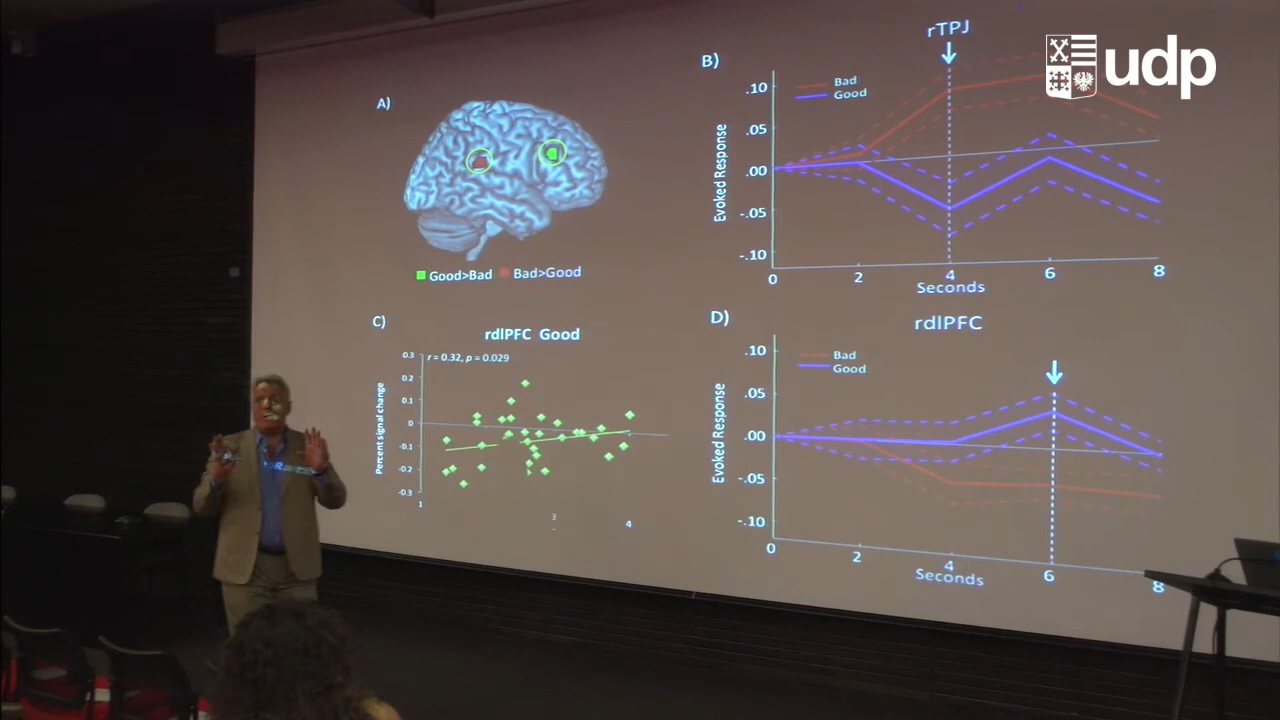 udp
A)
Good>Bad Bad>Good
B)
rTPJ
Bad
Good
.10
.05
.00
-.05
-.10
Evoked Response
0 2 4 6 8
Seconds
C)
rdlPFC Good
r = 0.32, p = 0.029
0.3
0.2
0.1
0
-0.1
-0.2
-0.3
Percent signal change
1 3 4
D)
rdlPFC
Bad
Good
.10
.05
.00
-.05
-.10
Evoked Response
0 2 4 6 8
Seconds